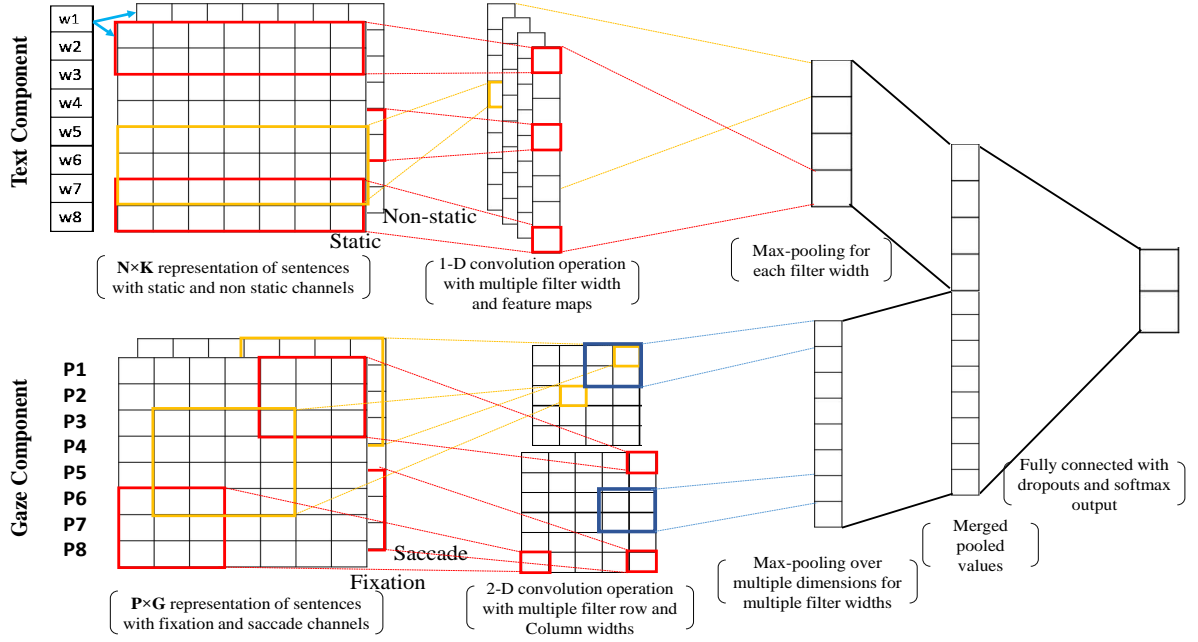 Text Component
w1
w2
w3
w4
w5
w6
w7
w8
Non-static
Static
N×K representation of sentences
with static and non static channels
1-D convolution operation
with multiple filter width
and feature maps
Max-pooling for
each filter width
Gaze Component
P1
P2
P3
P4
P5
P6
P7
P8
Saccade
Fixation
P×G representation of sentences
with fixation and saccade channels
2-D convolution operation
with multiple filter row and
Column widths
Max-pooling over
multiple dimensions for
multiple filter widths
Merged
pooled
values
Fully connected with
dropouts and softmax
output